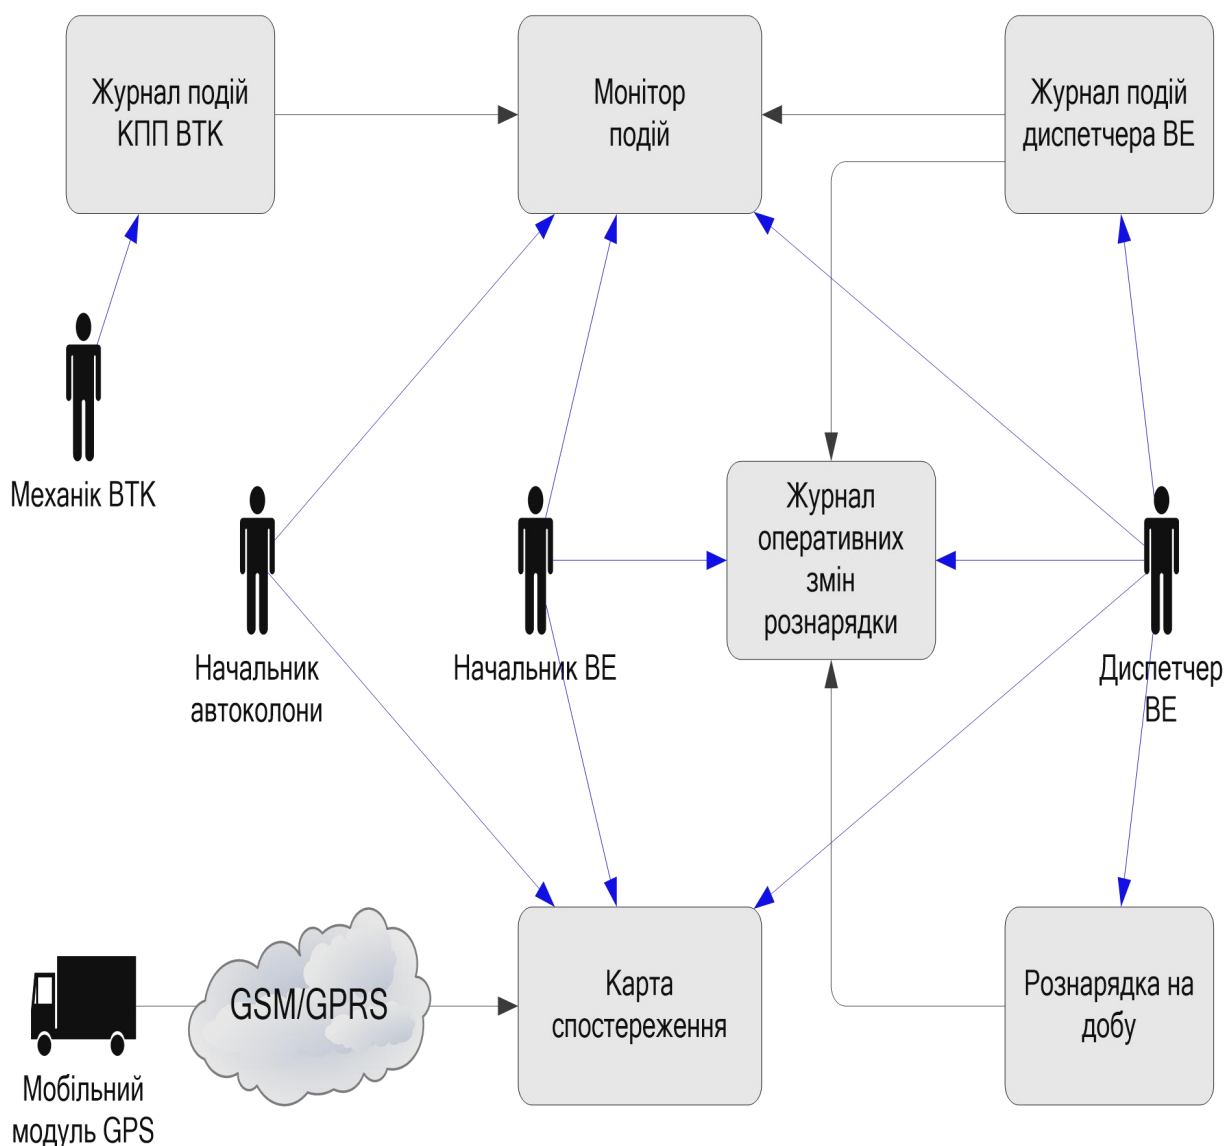 Журнал подій
КПП ВТК
Монітор
подій
Журнал подій
диспетчера ВЕ
Механік ВТК
Журнал
оперативних
змін
рознарядки
Начальник
автоколони
Начальник ВЕ
Диспетчер
ВЕ
GSM/GPRS
Карта
спостереження
Рознарядка на
добу
Мобільний
модуль GPS